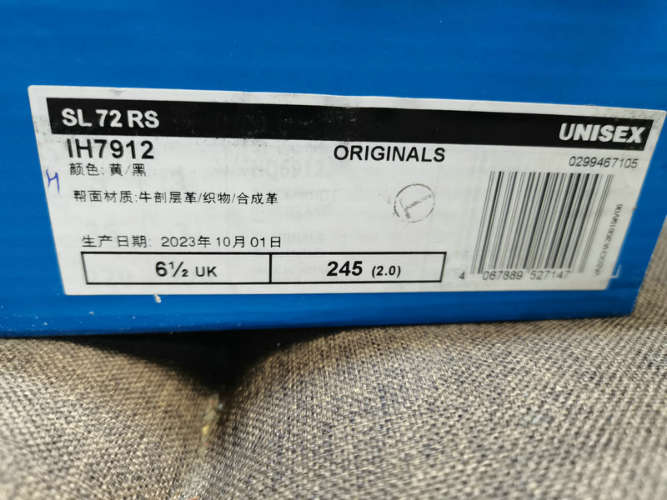 SL 72 RS
UNISEX
IH7912
ORIGINALS
0299467105
颜色: 黄/黑
H
帮面材质:牛剖层革/织物/合成革
生产日期: 2023年10月01日
6½ UK
245 (2.0)
4 067889 527147